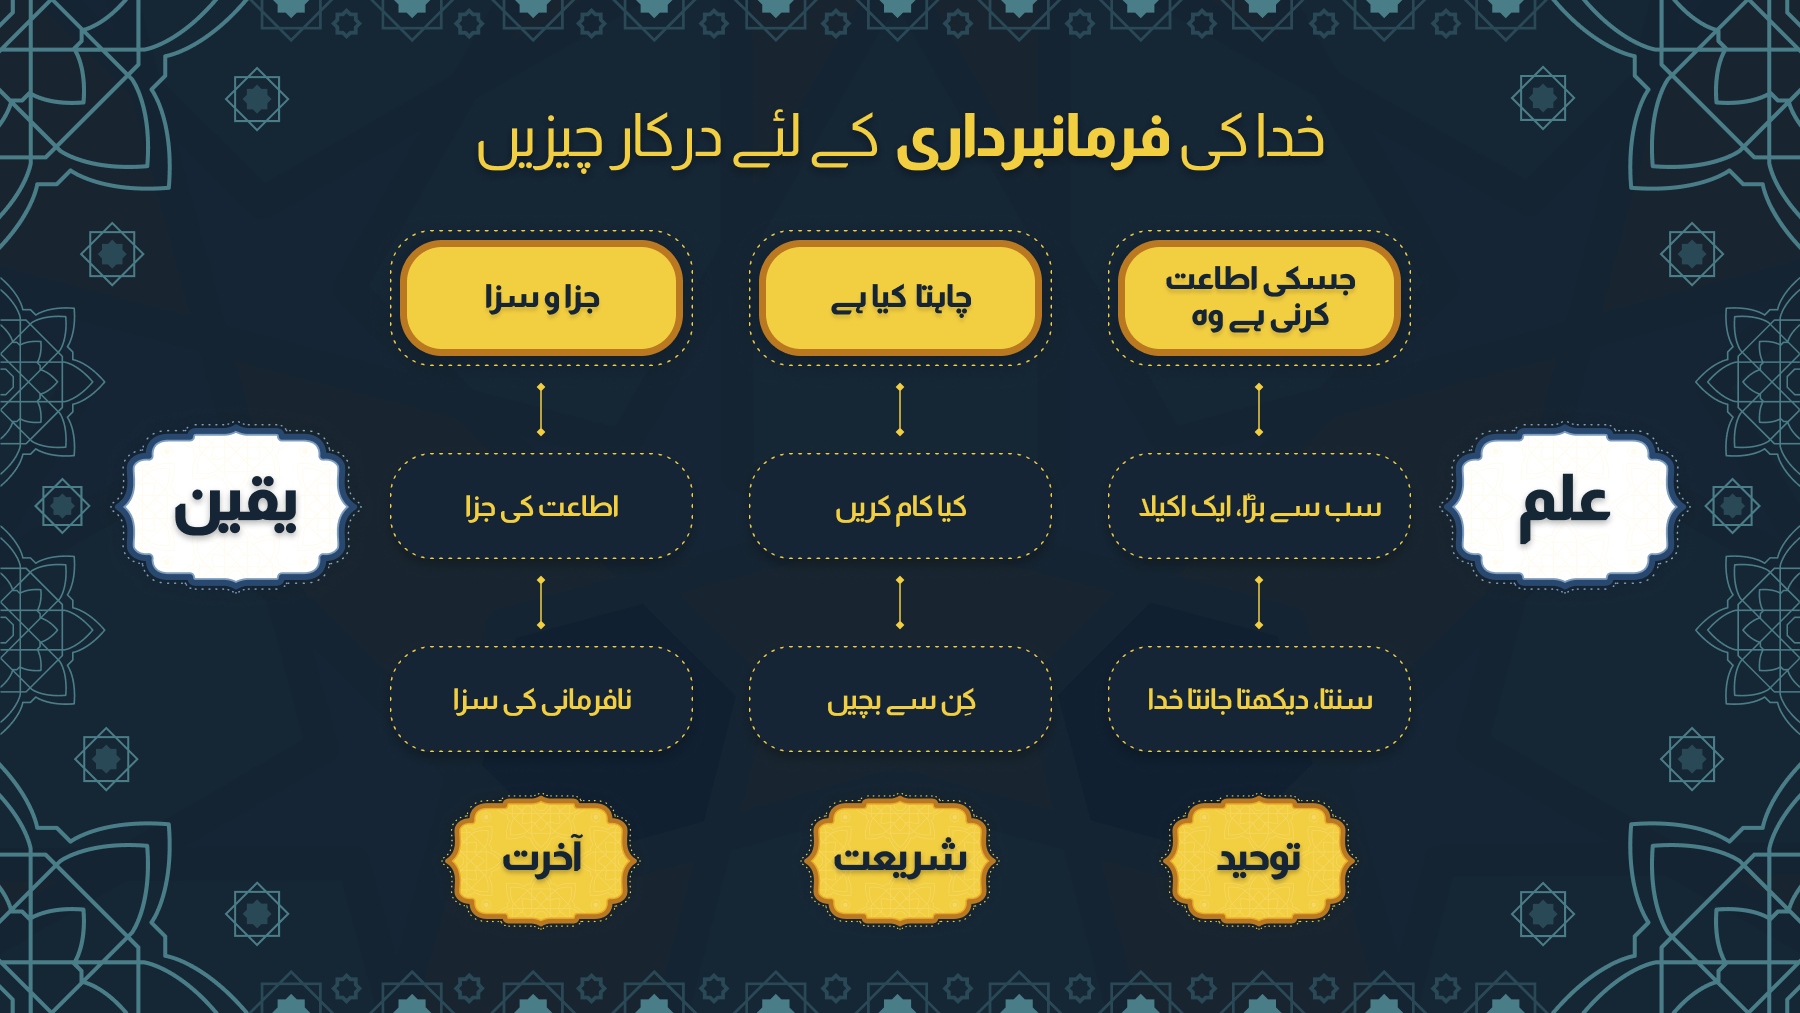 خدا کی فرمانبرداری کے لئے درکار چیزیں
جسکی اطاعت
کرنی ہے وہ
چاہتا کیا ہے
جزا و سزا
علم
سب سے بڑا، ایک اکیلا
کیا کام کریں
اطاعت کی جزا
یقین
سنتا، دیکھتا جانتا خدا
کِن سے بچیں
نافرمانی کی سزا
توحید
شریعت
آخرت